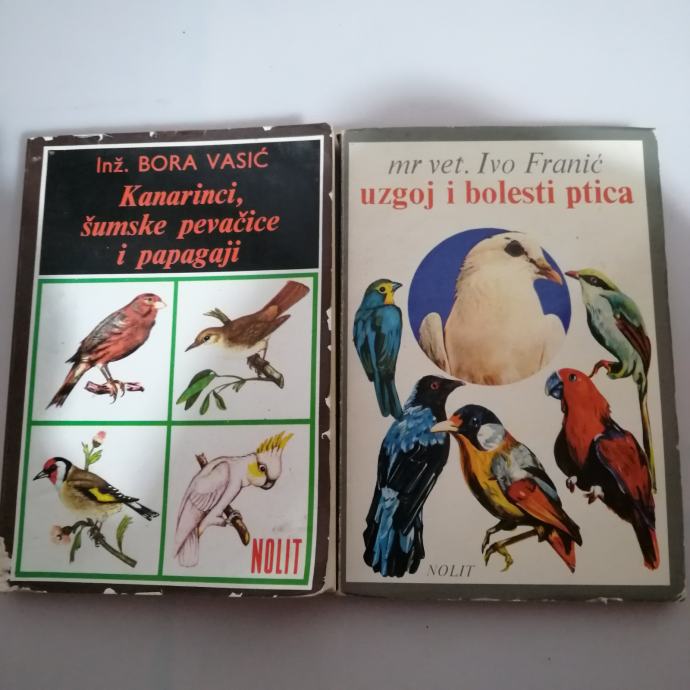 Inž. BORA VASIĆ
Kanarinci,
šumske pevačice
i papagaji
NOLIT
mr vet. Ivo Franić
uzgoj i bolesti ptica
NOLIT